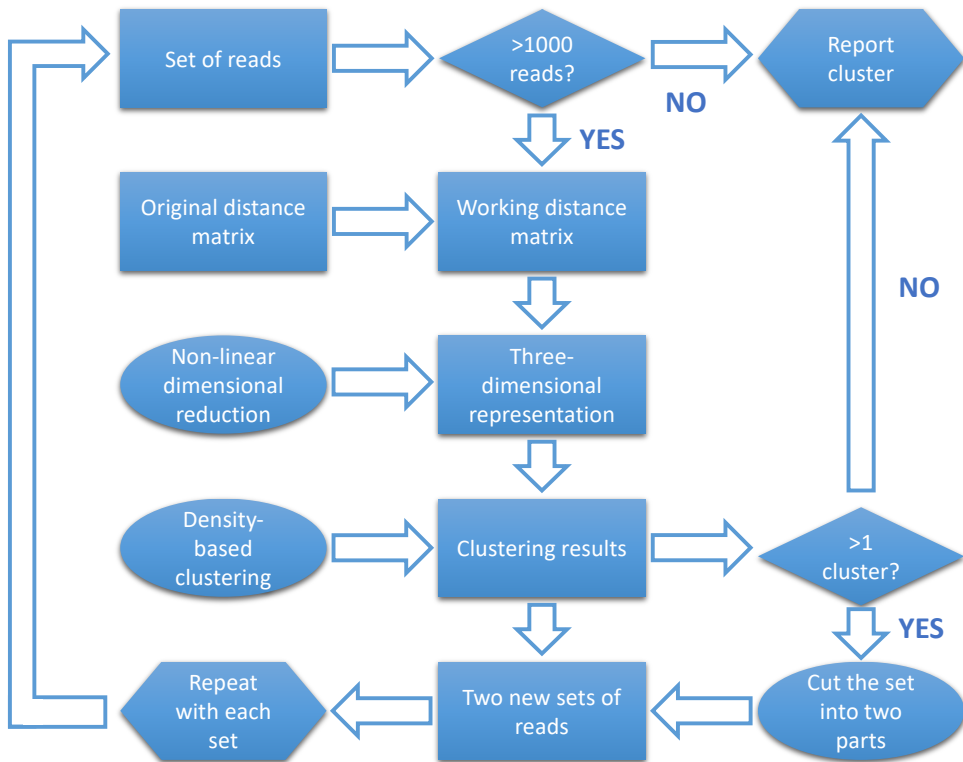 Set of reads
>1000
reads?
Report
cluster
NO
YES
Original distance
matrix
Working distance
matrix
NO
Non-linear
dimensional
reduction
Three-
dimensional
representation
Density-
based
clustering
Clustering results
>1
cluster?
YES
Repeat
with each
set
Two new sets of
reads
Cut the set
into two
parts